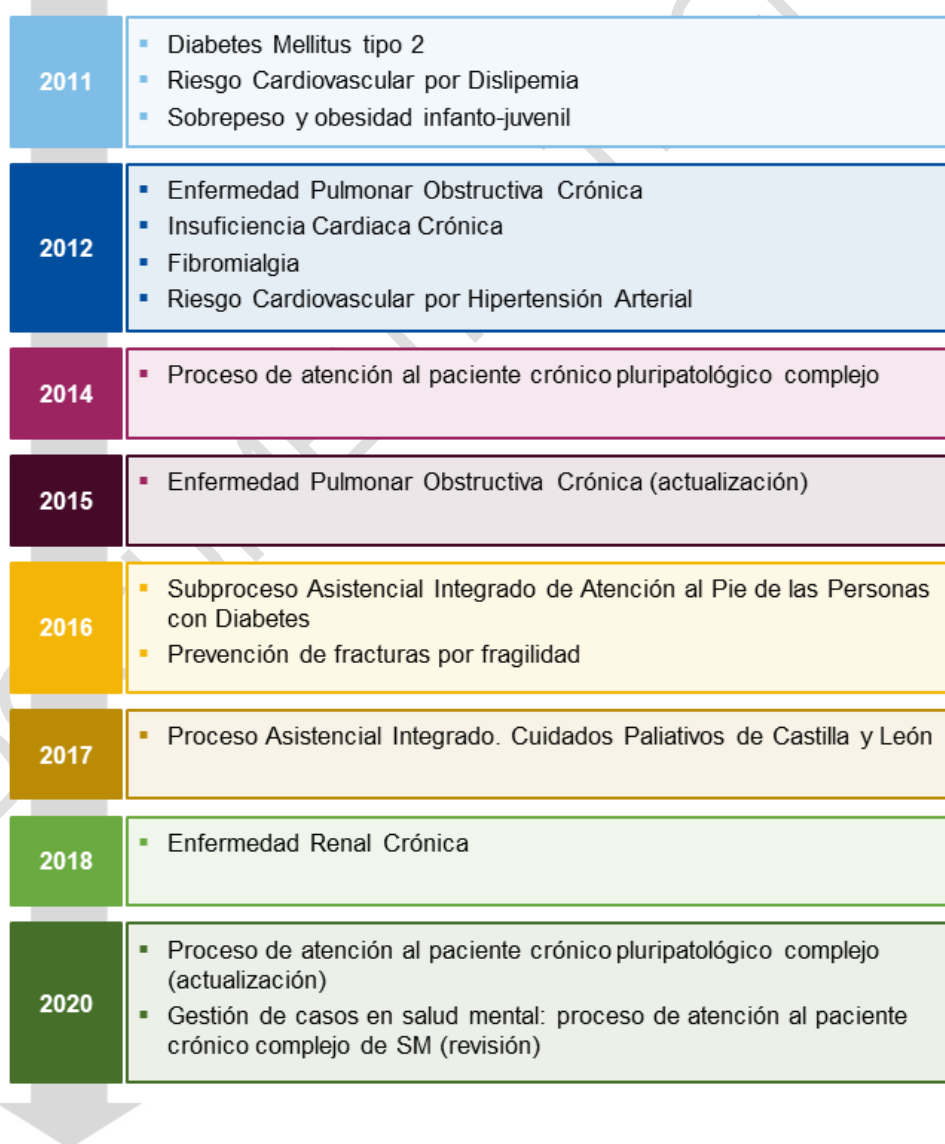 2011
Diabetes Mellitus tipo 2
Riesgo Cardiovascular por Dislipemia
Sobrepeso y obesidad infanto-juvenil
2012
Enfermedad Pulmonar Obstructiva Crónica
Insuficiencia Cardiaca Crónica
Fibromialgia
Riesgo Cardiovascular por Hipertensión Arterial
2014
Proceso de atención al paciente crónico pluripatológico complejo
2015
Enfermedad Pulmonar Obstructiva Crónica (actualización)
2016
Subproceso Asistencial Integrado de Atención al Pie de las Personas
con Diabetes
Prevención de fracturas por fragilidad
2017
Proceso Asistencial Integrado. Cuidados Paliativos de Castilla y León
2018
Enfermedad Renal Crónica
2020
Proceso de atención al paciente crónico pluripatológico complejo
(actualización)
Gestión de casos en salud mental: proceso de atención al paciente
crónico complejo de SM (revisión)